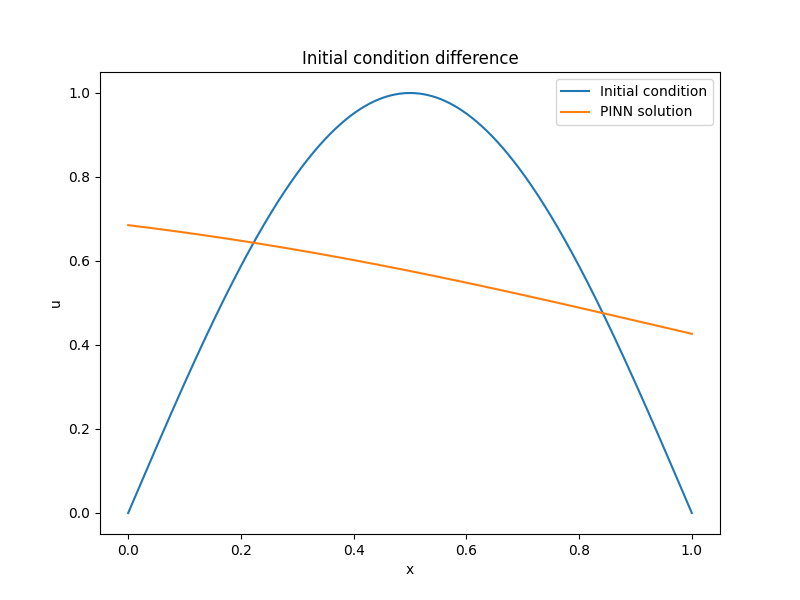 Initial condition difference
Initial condition
PINN solution
1.0
0.8
0.6
0.4
0.2
0.0
u
0.0 0.2 0.4 0.6 0.8 1.0
x